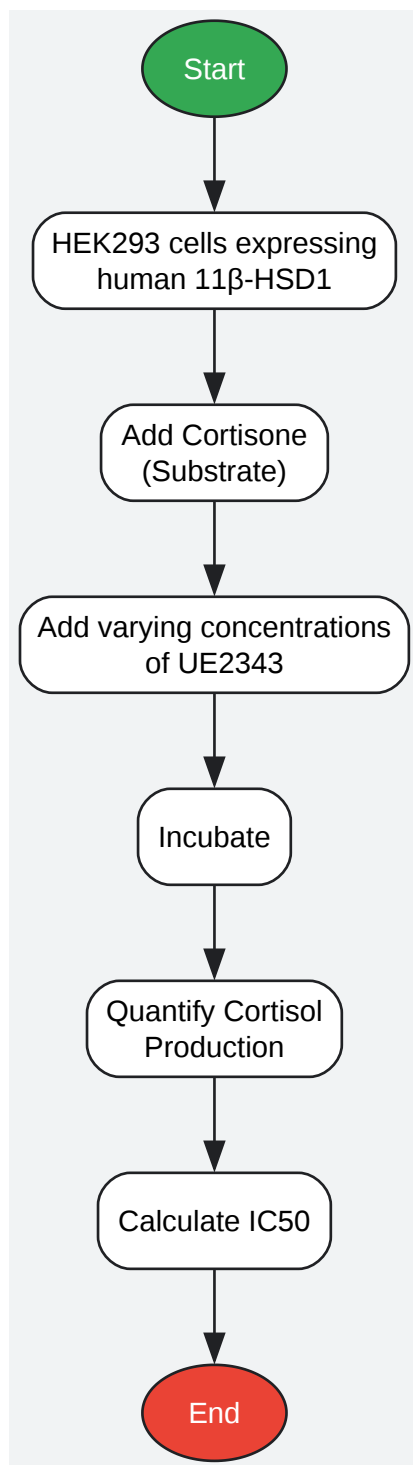 Start
HEK293 cells expressing
human 11β-HSD1
Add Cortisone
(Substrate)
Add varying concentrations
of UE2343
Incubate
Quantify Cortisol
Production
Calculate IC50
End